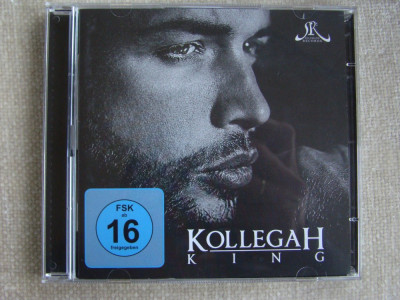 FSK
ab
16
freigegeben
KOLLEGAH
KING